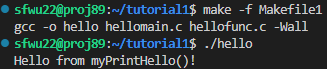 sfwu22@proj89:~/tutorial1$ make -f Makefile1
gcc -o hello hellomain.c hellofunc.c -Wall
sfwu22@proj89:~/tutorial1$ ./hello
Hello from myPrintHello()!